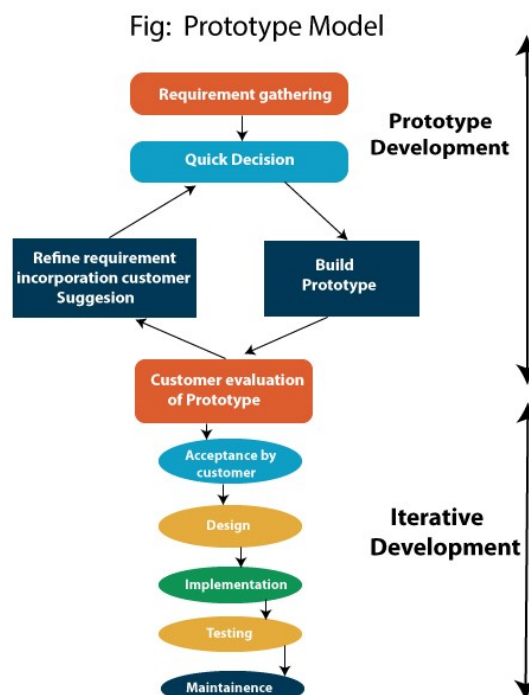 Fig: Prototype Model
Requirement gathering
Prototype
Development
Quick Decision
Refine requirement
incorporation customer
Suggesion
Build
Prototype
Customer evaluation
of Prototype
Acceptance by
customer
Design
Iterative
Development
Implementation
Testing
Maintainence